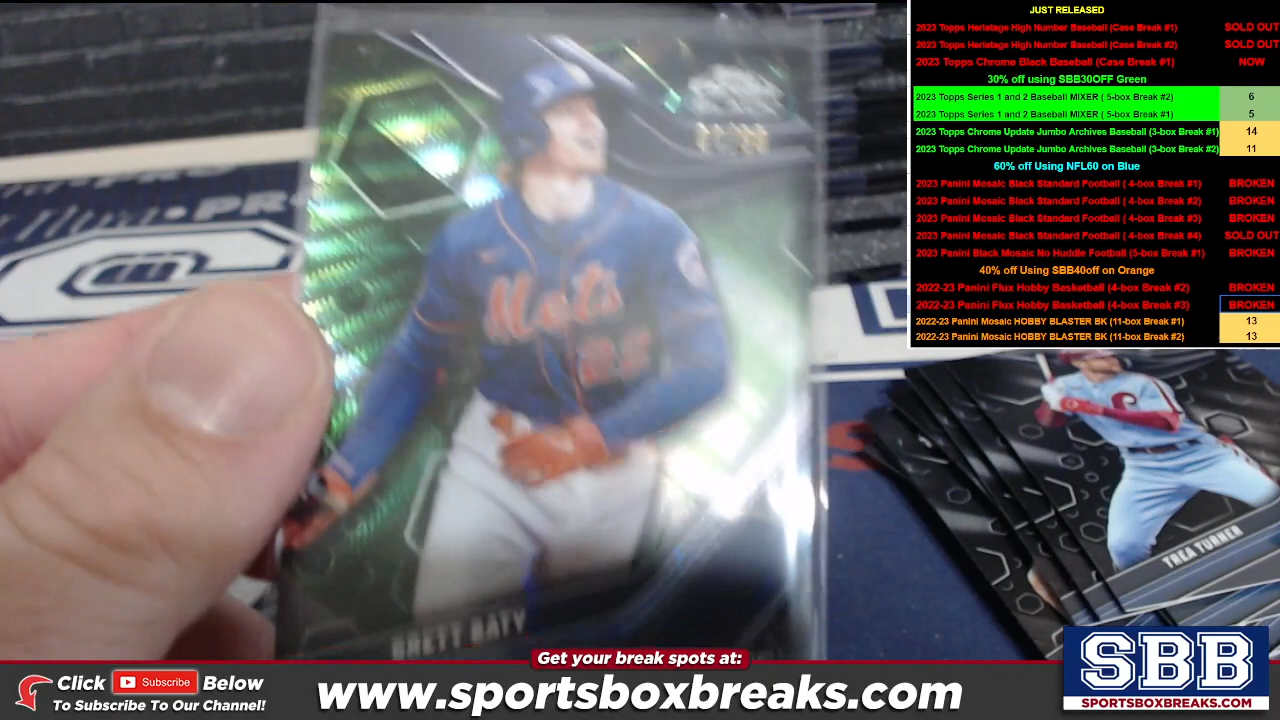 JUST RELEASED
2023 Topps Heriatage High Number Baseball (Case Break #1) SOLD OUT
2023 Topps Heritage High Number Baseball (Case Break #2) SOLD OUT
2023 Topps Chrome Black Baseball (Case Break #1) NOW
30% off using SBB30OFF Green
2023 Topps Series 1 and 2 Baseball MIXER ( 5-box Break #2) 6
2023 Topps Series 1 and 2 Baseball MIXER ( 5-box Break #1) 5
2023 Topps Chrome Update Jumbo Archives Baseball (3-box Break #1) 14
2023 Topps Chrome Update Jumbo Archives Baseball (3-box Break #2) 11
60% off Using NFL60 on Blue
2023 Panini Mosaic Black Standard Football ( 4-box Break #1) BROKEN
2023 Panini Mosaic Black Standard Football ( 4-box Break #2) BROKEN
2023 Panini Mosaic Black Standard Football ( 4-box Break #3) BROKEN
2023 Panini Mosaic Black Standard Football ( 4-box Break #4) SOLD OUT
2023 Panini Black Mosaic No Huddle Football (5-box Break #1) BROKEN
40% off Using SBB40off on Orange
2022-23 Panini Flux Hobby Basketball (4-box Break #2) BROKEN
2022-23 Panini Flux Hobby Basketball (4-box Break #3) BROKEN
2022-23 Panini Mosaic HOBBY BLASTER BK (11-box Break #1) 13
2022-23 Panini Mosaic HOBBY BLASTER BK (11-box Break #2) 13
Mets
BRETT BATY
TREA TURNER
Get your break spots at:
Click Subscribe Below
To Subscribe To Our Channel!
www.sportsboxbreaks.com
SBB
SPORTSBOXBREAKS.COM